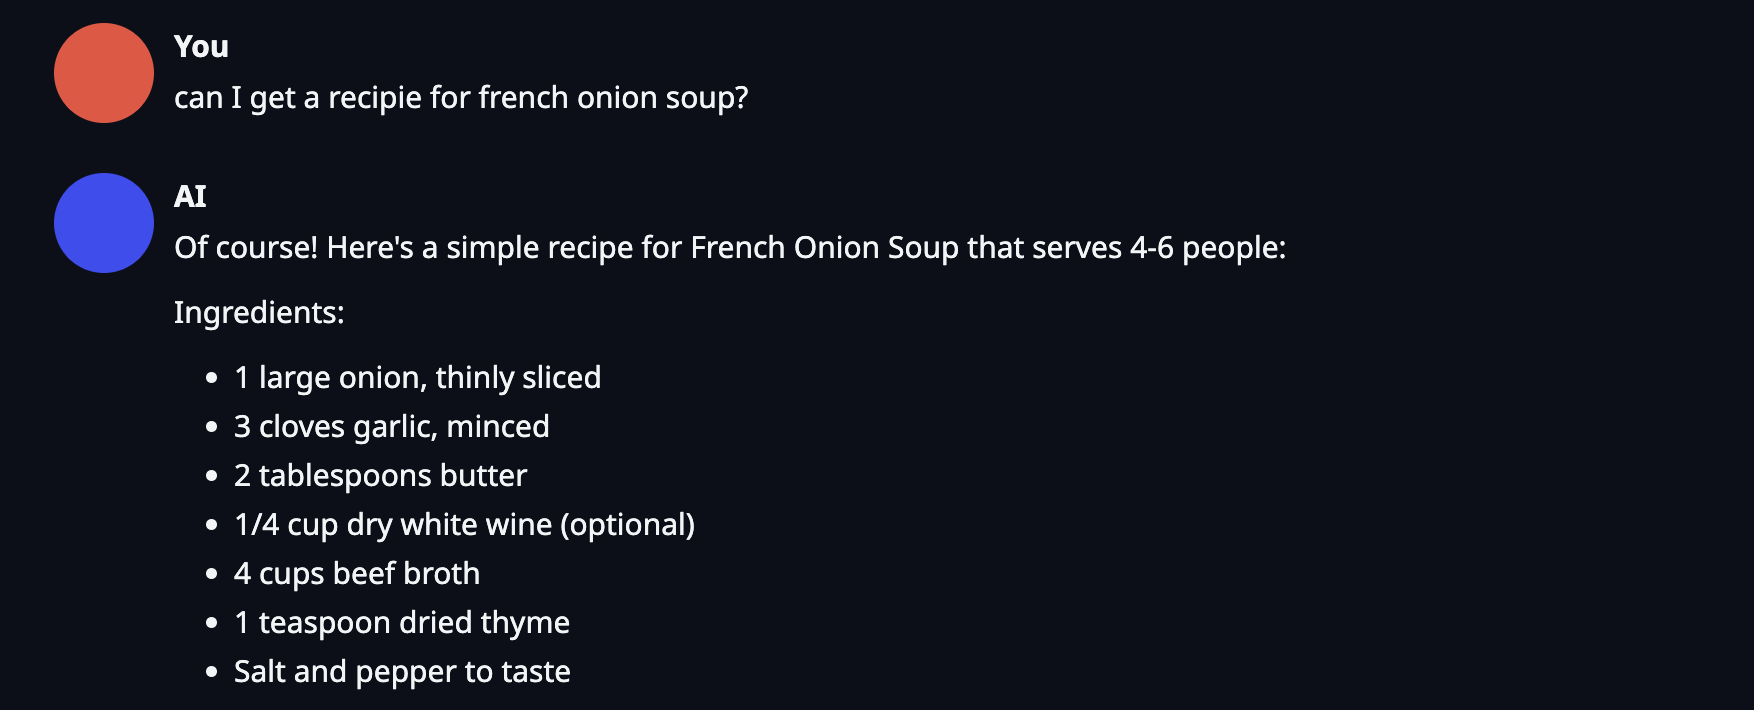 You
can I get a recipie for french onion soup?
AI
Of course! Here's a simple recipe for French Onion Soup that serves 4-6 people:
Ingredients:
• 1 large onion, thinly sliced
• 3 cloves garlic, minced
• 2 tablespoons butter
• 1/4 cup dry white wine (optional)
• 4 cups beef broth
• 1 teaspoon dried thyme
• Salt and pepper to taste